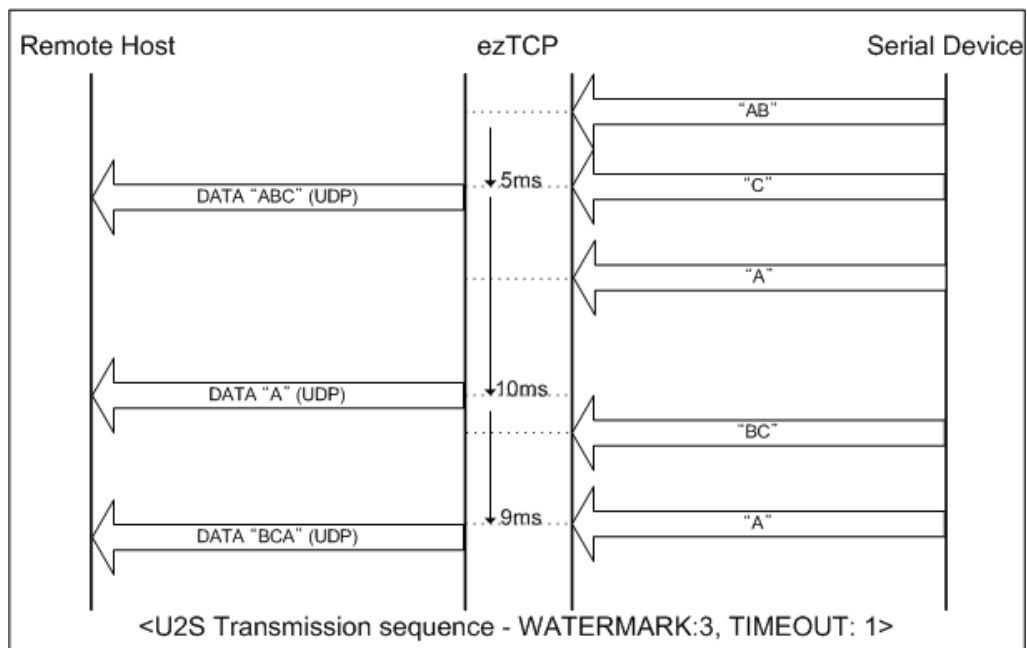 Remote Host ezTCP Serial Device
“AB”
5ms “C”
DATA “ABC” (UDP)
“A”
10ms
DATA “A” (UDP)
“BC”
9ms “A”
DATA “BCA” (UDP)
<U2S Transmission sequence - WATERMARK:3, TIMEOUT: 1>